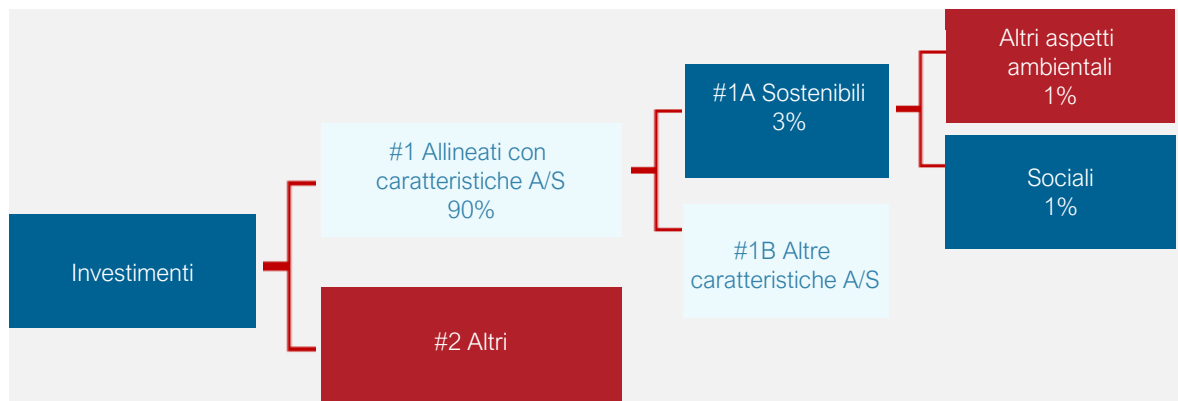 Investimenti
#1 Allineati con
caratteristiche A/S
90%
#2 Altri
#1A Sostenibili
3%
#1B Altre
caratteristiche A/S
Altri aspetti
ambientali
1%
Sociali
1%